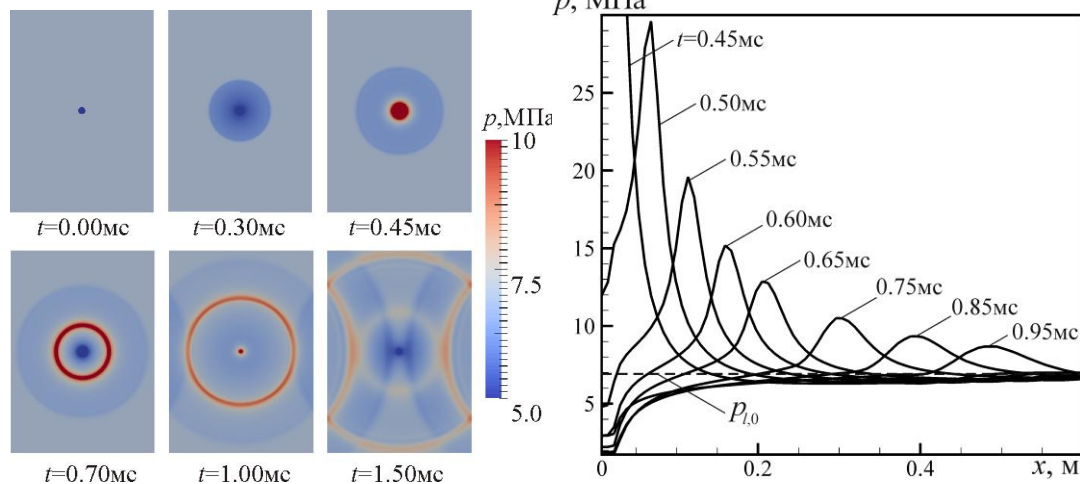 t=0.00мс
t=0.30мс
t=0.45мс
p,МПа
10
7.5
5.0
t=0.70мс
t=1.00мс
t=1.50мс
p, МПа
t=0.45мс
0.50мс
0.55мс
0.60мс
0.65мс
0.75мс
0.85мс
0.95мс
25
20
15
10
5
pl,0
0
0.2
0.4
x, м